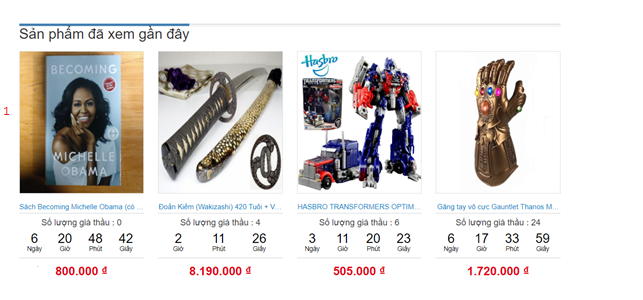 Sản phẩm đã xem gần đây
1
BECOMING
MICHELLE
OBAMA
Hasbro
TRANSFORMERS
Sách Becoming Michelle Obama (có ...
Số lượng giá thầu : 0
6 20 48 42
Ngày Giờ Phút Giây
800.000 ₫
Đoản Kiếm (Wakizashi) 420 Tuổi + V...
Số lượng giá thầu : 4
2 11 26
Giờ Phút Giây
8.190.000 ₫
HASBRO TRANSFORMERS OPTIM...
Số lượng giá thầu : 6
3 11 20 23
Ngày Giờ Phút Giây
505.000 ₫
Găng tay vô cực Gauntlet Thanos M...
Số lượng giá thầu : 24
6 17 33 59
Ngày Giờ Phút Giây
1.720.000 ₫